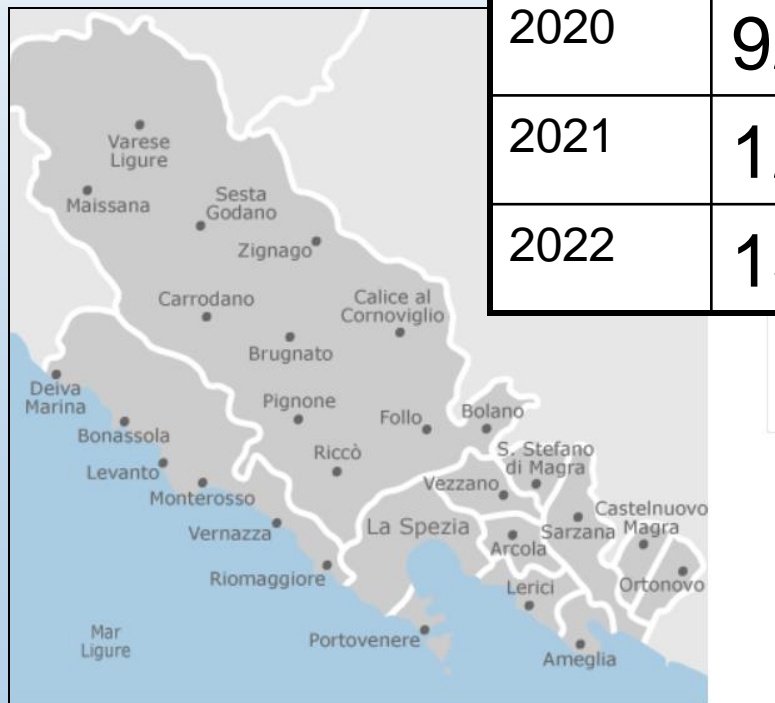 2020
2021
2022
Varese
Ligure
Maissana
Sesta
Godano
Zignago
Carrodano
Calice al
Cornoviglio
Brugnato
Deiva
Marina
Pignone
Follo
Bolano
Bonassola
Riccò
S. Stefano
di Magra
Levanto
Vezzano
Monterosso
Castelnuovo
Magra
Vernazza
La Spezia
Sarzana
Arcola
Riomaggiore
Lerici
Ortonovo
Mar
Ligure
Portovenere
Ameglia